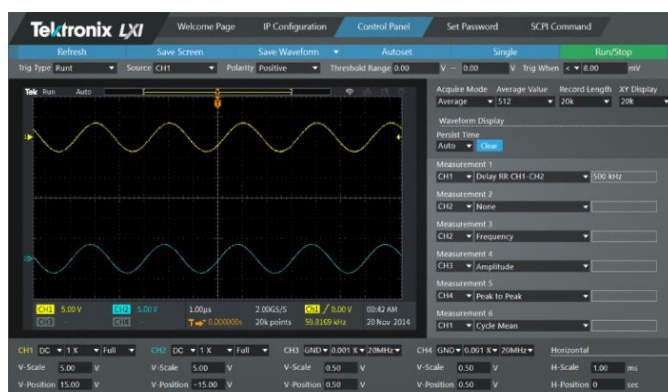 Tektronix LXI Welcome Page IP Configuration Control Panel Set Password SCPI Command
Refresh Save Screen Save Waveform Autoset Single Run/Stop
Trig Type Runt Source CH1 Polarity Positive Threshold Range 0.00 V ~ 0.00 V Trig When < 8.00 mV
Tek Run Auto
Acquire Mode Average Value Record Length XY Display
Average 512 20k 20k
Waveform Display
Persist Time
Auto Clear
Measurement 1
CH1 Delay RR CH1-CH2 500 kHz
Measurement 2
CH2 None
Measurement 3
CH2 Frequency
Measurement 4
CH3 Amplitude
Measurement 5
CH4 Peak to Peak
Measurement 6
CH1 Cycle Mean
CH1 5.00 V CH2 5.00 V 1.00µs 2.00GS/S Ch1 / 0.00 V 00:42 AM
CH3 CH4 T 0.000000s 20k points 20 Nov 2014
CH1 DC 1 X Full CH2 DC 1 X Full CH3 GND 0.001 X 20MHz CH4 GND 0.001 X 20MHz Horizontal
V-Scale 5.00 V V-Scale 5.00 V V-Scale 0.50 V V-Scale 0.50 V H-Scale 1.00 ms
V-Position 15.00 V V-Position -15.00 V V-Position 0.50 V V-Position 0.50 V H-Position 0 sec